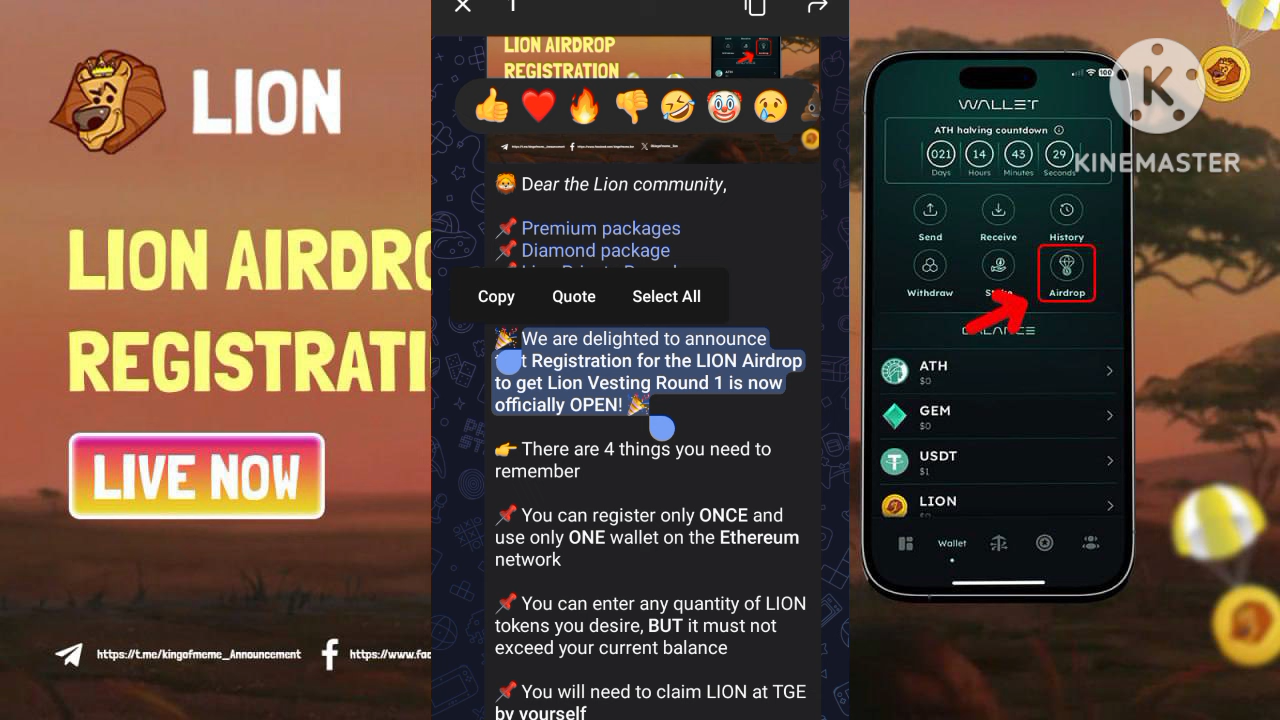 LION
LION AIRDRO
REGISTRATI
LIVE NOW
https://t.me/kingofmeme_Announcement
https://www.fac
1
LION AIRDROP
REGISTRATION
Dear the Lion community,
Premium packages
Diamond package
Copy
Quote
Select All
We are delighted to announce
Registration for the LION Airdrop
to get Lion Vesting Round 1 is now
officially OPEN!
There are 4 things you need to
remember
You can register only ONCE and
use only ONE wallet on the Ethereum
network
You can enter any quantity of LION
tokens you desire, BUT it must not
exceed your current balance
You will need to claim LION at TGE
by yourself
WALLET
ATH halving countdown
021
14
43
29
Days
Hours
Minutes
Seconds
Send
Receive
History
Withdraw
Airdrop
ATH
$0
GEM
$0
USDT
$1
LION
Wallet
100
K
KINEMASTER